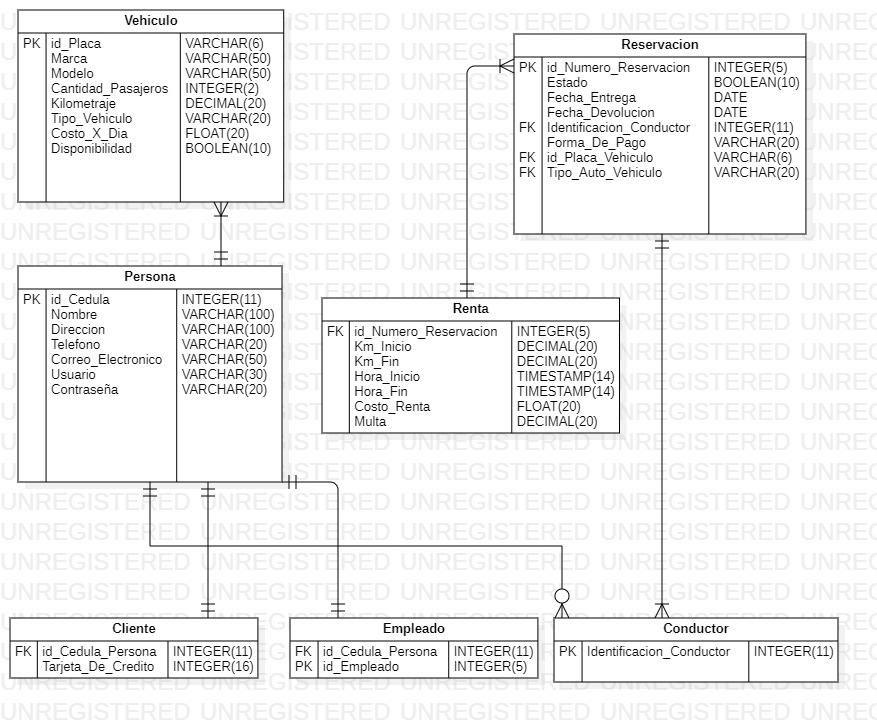 Vehiculo
PK id_Placa VARCHAR(6)
Marca VARCHAR(50)
Modelo VARCHAR(50)
Cantidad_Pasajeros INTEGER(2)
Kilometraje DECIMAL(20)
Tipo_Vehiculo VARCHAR(20)
Costo_X_Dia FLOAT(20)
Disponibilidad BOOLEAN(10)
Reservacion
PK id_Numero_Reservacion INTEGER(5)
Estado BOOLEAN(10)
Fecha_Entrega DATE
Fecha_Devolucion DATE
FK Identificacion_Conductor INTEGER(11)
Forma_De_Pago VARCHAR(20)
FK id_Placa_Vehiculo VARCHAR(6)
FK Tipo_Auto_Vehiculo VARCHAR(20)
Persona
PK id_Cedula INTEGER(11)
Nombre VARCHAR(100)
Direccion VARCHAR(100)
Telefono VARCHAR(20)
Correo_Electronico VARCHAR(50)
Usuario VARCHAR(30)
Contraseña VARCHAR(20)
Renta
FK id_Numero_Reservacion INTEGER(5)
Km_Inicio DECIMAL(20)
Km_Fin DECIMAL(20)
Hora_Inicio TIMESTAMP(14)
Hora_Fin TIMESTAMP(14)
Costo_Renta FLOAT(20)
Multa DECIMAL(20)
Cliente
FK id_Cedula_Persona INTEGER(11)
Tarjeta_De_Credito INTEGER(16)
Empleado
FK id_Cedula_Persona INTEGER(11)
PK id_Empleado INTEGER(5)
Conductor
PK Identificacion_Conductor INTEGER(11)
UNREGISTERED